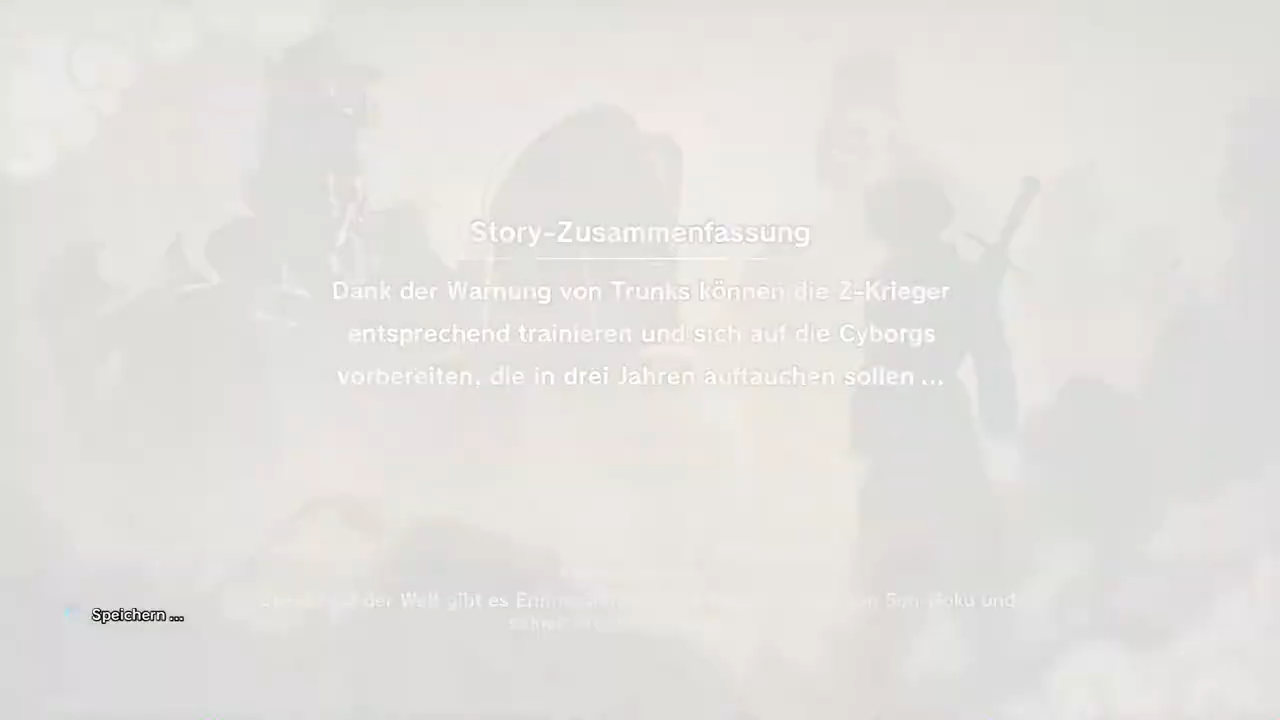 Story-Zusammenfassung
Dank der Warnung von Trunks können die Z-Krieger
entsprechend trainieren und sich auf die Cyborgs
vorbereiten, die in drei Jahren auftauchen sollen ...
der Welt gibt es Son-Goku und
Speichern ...